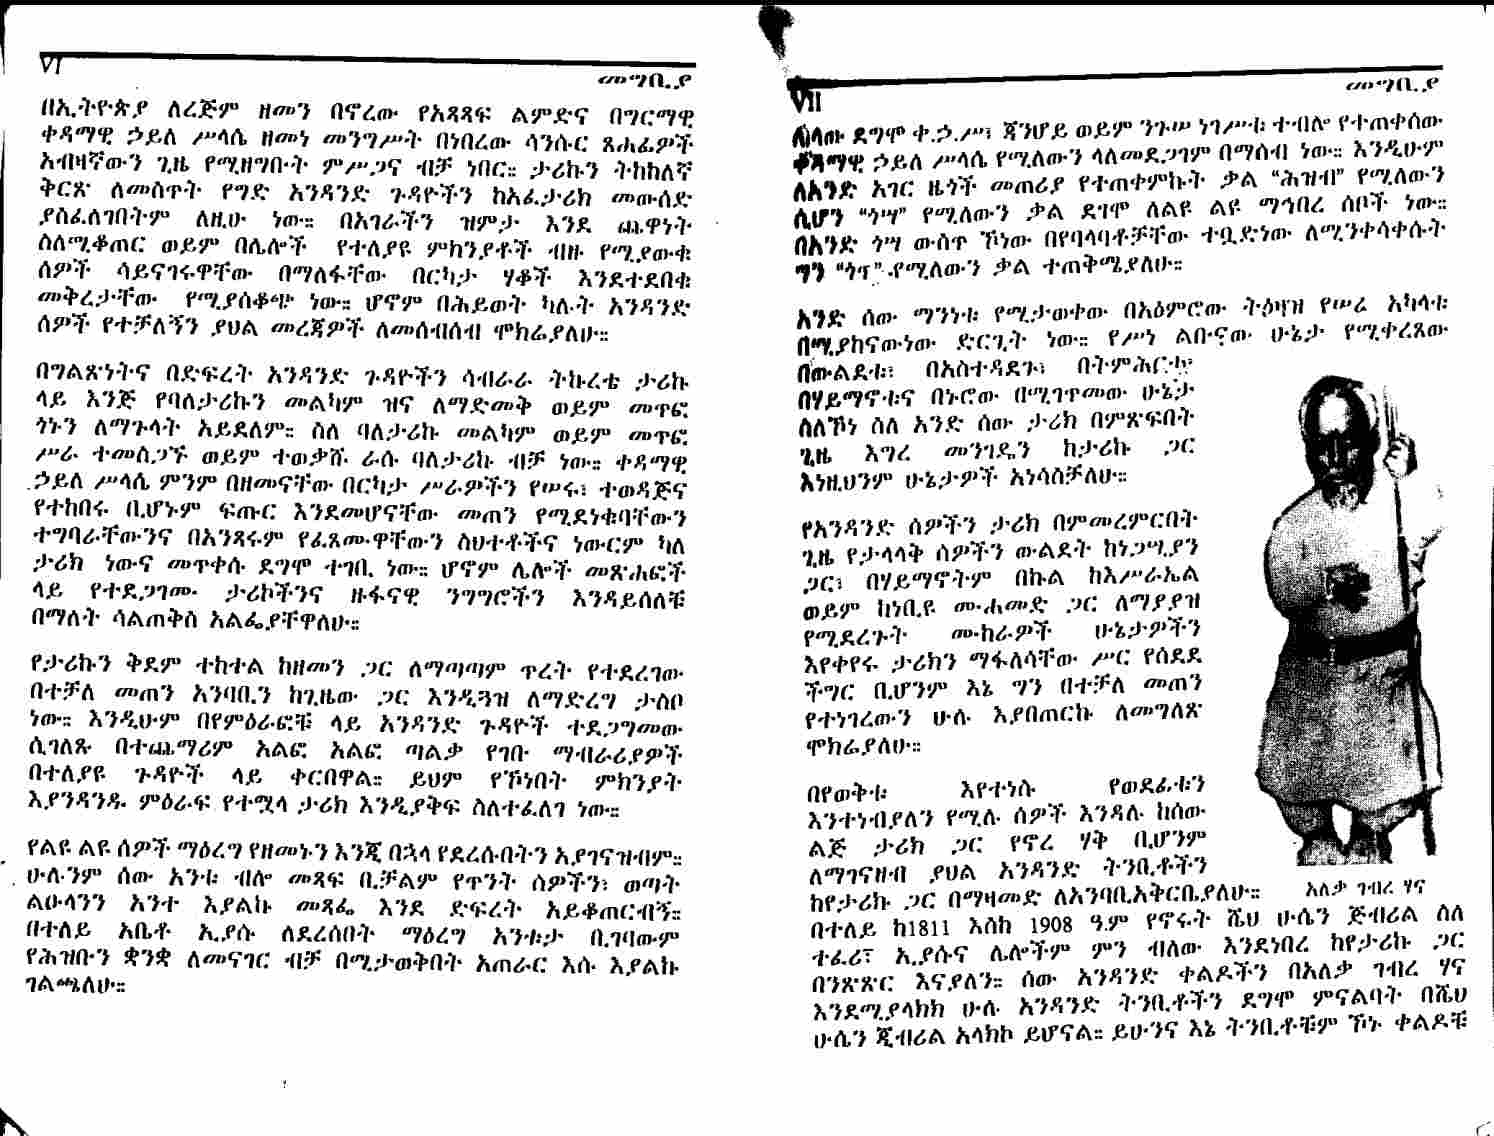 VI
መግቢያ
በኢትዮጵያ ለረጅም ዘመን በኖረው የአጻጻፍ ልምድና በግርማዊ
ቀዳማዊ ኃይለ ሥላሴ ዘመነ መንግሥት በነበረው ሳንሱር ጸሐፊዎች
አብዛኛውን ጊዜ የሚዘግቡት ምሥጋና ብቻ ነበር። ታሪኩን ትክክለኛ
ቅርጽ ለመስጥት የግድ አንዳንድ ጉዳዮችን ከአፈታሪክ መውሰድ
ያስፈለገበትም ለዚሁ ነው። በአገራችን ዝምታ እንደ ጨዋነት
ስለሚቆጠር ወይም በሌሎች የተለያዩ ምክንያቶች ብዙ የሚያውቁ
ሰዎች ሳይናገሩዋቸው በማለፋቸው በርካታ ሃቆች እንደተደበቁ
መቅረታቸው የሚያሰቆጭ ነው። ሆኖም በሕይወት ካሉት አንዳንድ
ሰዎች የተቻለኝን ያህል መረጃዎች ለመሰብሰብ ሞክሬያለሁ።
በግልጽነትና በድፍረት አንዳንድ ጉዳዮችን ሳብራራ ትኩረቴ ታሪኩ
ላይ እንጅ የባለታሪኩን መልካም ዝና ለማድመቅ ወይም መጥፎ
ጎኑን ለማጉላት አይደለም። ስለ ባለታሪኩ መልካም ወይም መጥፎ
ሥራ ተመስጋኙ ወይም ተወቃሹ ራሱ ባለታሪኩ ብቻ ነው። ቀዳማዊ
ኃይለ ሥላሴ ምንም በዘመናቸው በርካታ ሥራዎችን የሠሩ፣ ተወዳጅና
የተከበሩ ቢሆኑም ፍጡር እንደመሆናቸው መጠን የሚደነቁባቸውን
ተግባራቸውንና በአንጻሩም የፈጸሙዋቸውን ስህተቶችና ነውርም ካለ
ታሪክ ነውና መጥቀሱ ደግሞ ተገቢ ነው። ሆኖም ሌሎች መጽሐፎች
ላይ የተደጋገሙ ታሪኮችንና ዙፋናዊ ንግግሮችን እንዳይሰለቹ
በማለት ሳልጠቅስ አልፌያቸዋለሁ።
የታሪኩን ቅደም ተከተል ከዘመን ጋር ለማጣጣም ጥረት የተደረገው
በተቻለ መጠን አንባቢን ከጊዜው ጋር እንዲጓዝ ለማድረግ ታስቦ
ነው። እንዲሁም በየምዕራፎቹ ላይ አንዳንድ ጉዳዮች ተደጋግመው
ሲገለጹ በተጨማሪም አልፎ አልፎ ጣልቃ የገቡ ማብራሪያዎች
በተለያዩ ጉዳዮች ላይ ቀርበዋል። ይህም የኾነበት ምክንያት
እያንዳንዱ ምዕራፍ የተሟላ ታሪክ እንዲያቅፍ ስለተፈለገ ነው።
የልዩ ልዩ ሰዎች ማዕረግ የዘመኑን እንጂ በኋላ የደረሱበትን አያገናዝብም።
ሁሉንም ሰው አንቱ ብሎ መጻፍ ቢቻልም የጥንት ሰዎችን፣ ወጣት
ልዑላንን አንተ እያልኩ መጻፌ እንደ ድፍረት አይቆጠርብኝ።
በተለይ አቤቶ ኢያሱ ለደረሰበት ማዕረግ አንቱታ ቢገባውም
የሕዝቡን ቋንቋ ለመናገር ብቻ በሚታወቅበት አጠራር እሱ እያልኩ
ገልጫለሁ።
VII
መግቢያ
ሌላው ደግሞ ቀ.ኃ.ሥ፣ ጃንሆይ ወይም ንጉሠ ነገሥቱ ተብሎ የተጠቀሰው
ቀዳማዊ ኃይለ ሥላሴ የሚለውን ላለመደጋገም በማሰብ ነው። እንዲሁም
ለአንድ አገር ዜጎች መጠሪያ የተጠቀምኩት ቃል "ሕዝብ" የሚለውን
ሲሆን "ጎሣ" የሚለውን ቃል ደገሞ ለልዩ ልዩ ማኅበረ ሰቦች ነው።
በአንድ ጎሣ ውስጥ ኾነው በየባላባቶቻቸው ተቧድነው ለሚንቀሳቀሱት
ግን የሚለውን ቃል ተጠቅሜያለሁ።
አንድ ሰው ማንነቱ የሚታወቀው በአዕምሮው ትዕዛዝ የሠሬ አካላቱ
በሚያከናውነው ድርጊት ነው። የሥነ ልቡናው ሁኔታ የሚቀረጸው
በውልደቱ፣ በአስተዳደጉ፣ በትምሕርቱ፣
በሃይማኖቱና በኑሮው በሚገጥመው ሁኔታ
ስለኾነ ስለ አንድ ሰው ታሪክ በምጽፍበት
ጊዜ እግረ መንገዴን ከታሪኩ ጋር
እነዚህንም ሁኔታዎች አነሳስቻለሁ።
የአንዳንድ ሰዎችን ታሪክ በምመረምርበት
ጊዜ የታላላቅ ሰዎችን ውልደት ከነጋሢያን
ጋር፣ በሃይማኖትም በኩል ከእሥራኤል
ወይም ከነቢዩ ሙሐመድ ጋር ለማያያዝ
የሚደረጉት ሙከራዎች ሁኔታዎችን
እየቀየሩ ታሪክን ማፋለሳቸው ሥር የሰደደ
ችግር ቢሆንም እኔ ግን በተቻለ መጠን
የተነገረውን ሁሉ እያበጠርኩ ለመግለጽ
ሞክሬያለሁ።
በየወቅቱ እየተነሱ የወደፊቱን
እንተነብያለን የሚሉ ሰዎች እንዳሉ ከሰው
ልጅ ታሪክ ጋር የኖረ ሃቅ ቢሆንም
ለማገናዘብ ያህል አንዳንድ ትንቢቶችን
ከየታሪኩ ጋር በማዛመድ ለአንባቢ አቅርቤያለሁ።
አለቃ ገብረ ሃና
በተለይ ከ1811 እስከ 1908 ዓ.ም የኖሩት ሼህ ሁሴን ጅብሪል ስለ
ተፈሪ፣ ኢያሱና ሌሎችም ምን ብለው እንደነበረ ከየታሪኩ ጋር
በንጽጽር እናያለን። ሰው አንዳንድ ቀልዶችን በአለቃ ገብረ ሃና
እንደሚያላክክ ሁሉ አንዳንድ ትንቢቶችን ደግሞ ምናልባት በሼህ
ሁሴን ጂብሪል አላክኮ ይሆናል። ይሁንና እኔ ትንቢቶቹም ኾኑ ቀልዶቹ